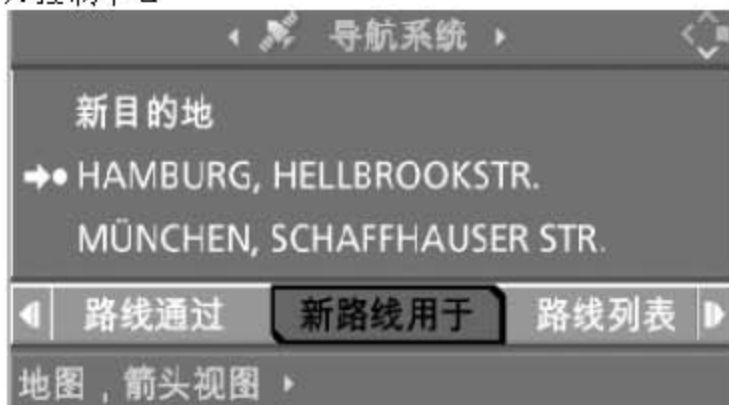 导航系统
新目的地
HAMBURG, HELLBROOKSTR.
MÜNCHEN, SCHAFFHAUSER STR.
路线通过 新路线用于 路线列表
地图，箭头视图